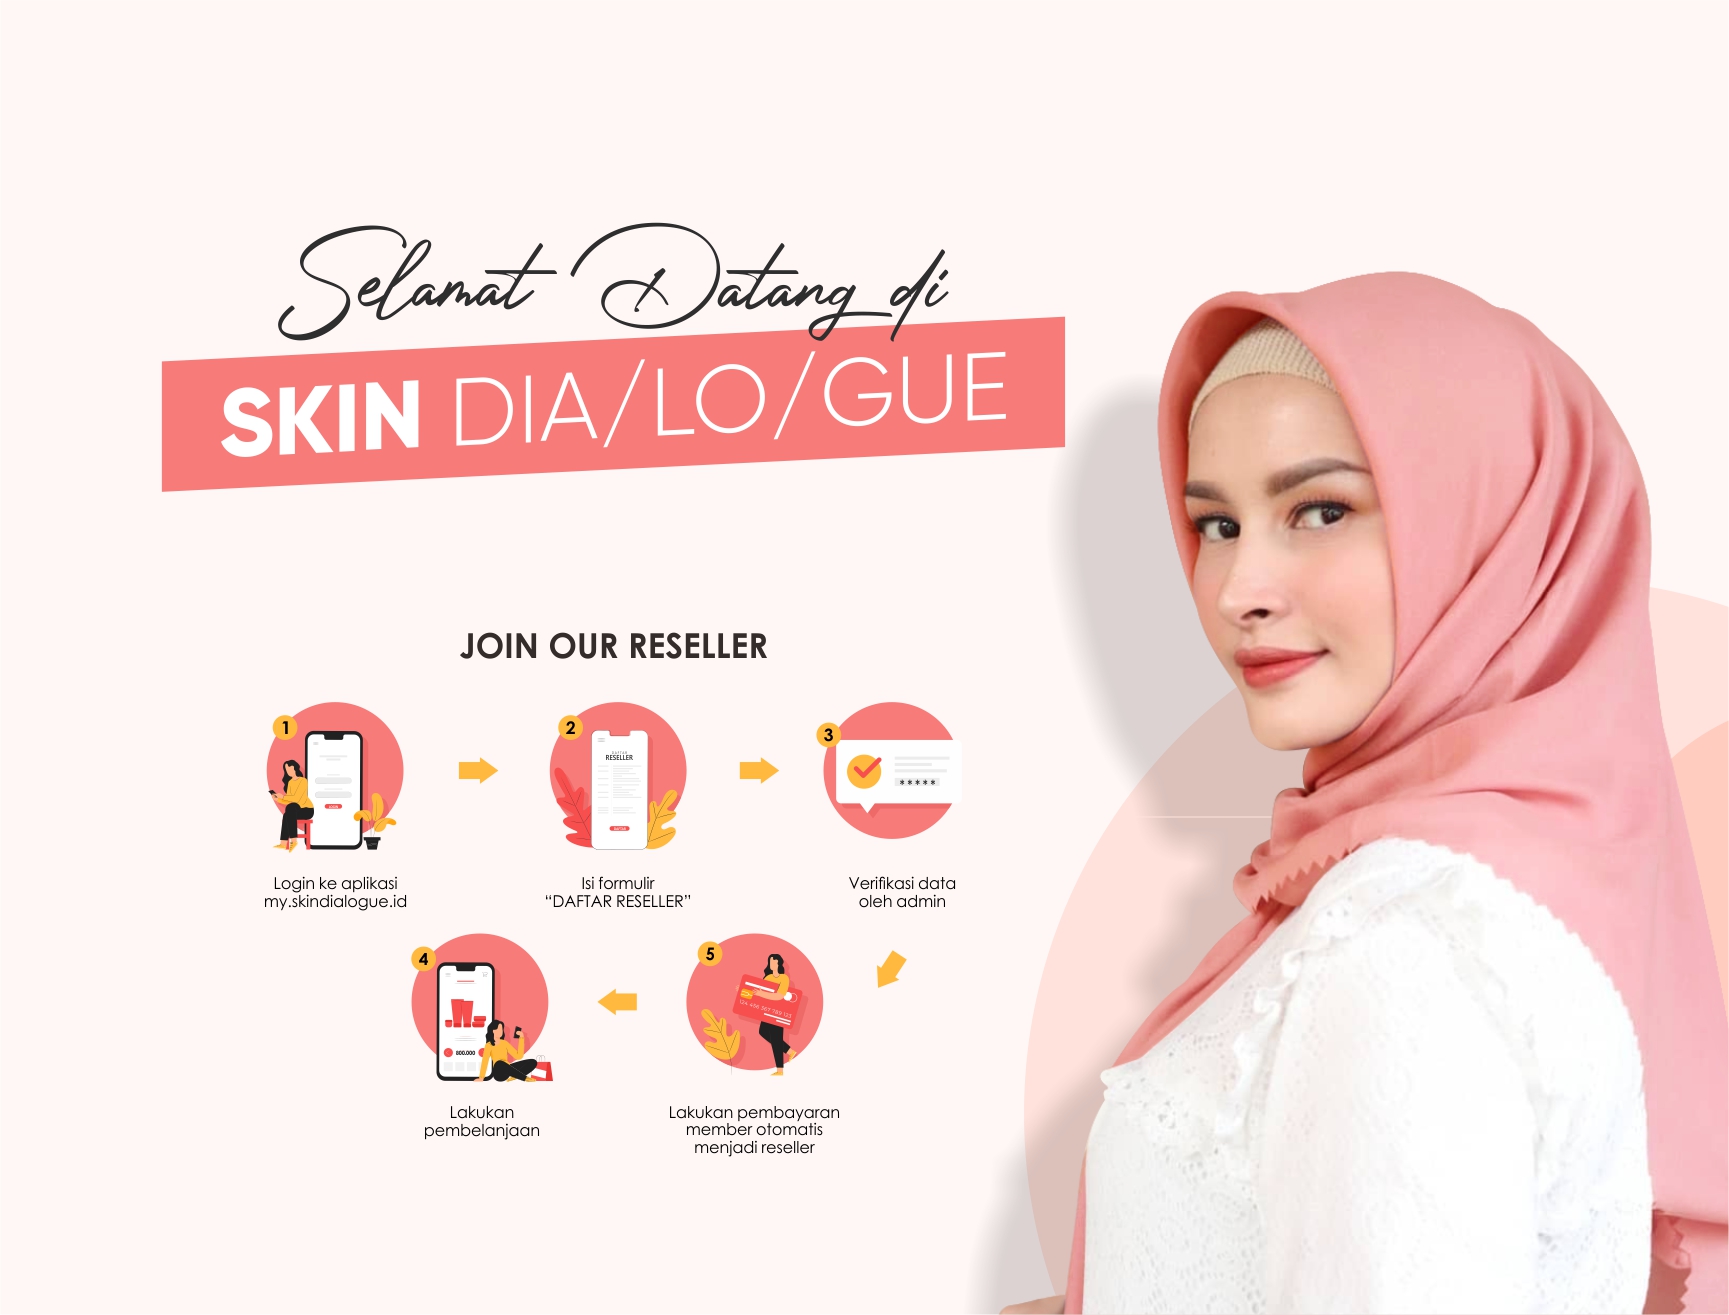 Selamat Datang di
SKIN DIA/LO/GUE
JOIN OUR RESELLER
1
2
3
DAFTAR
RESELLER
*****
Login ke aplikasi
my.skindialogue.id
Isi formulir
“DAFTAR RESELLER”
Verifikasi data
oleh admin
4
5
800.000
Lakukan
pembelanjaan
Lakukan pembayaran
member otomatis
menjadi reseller